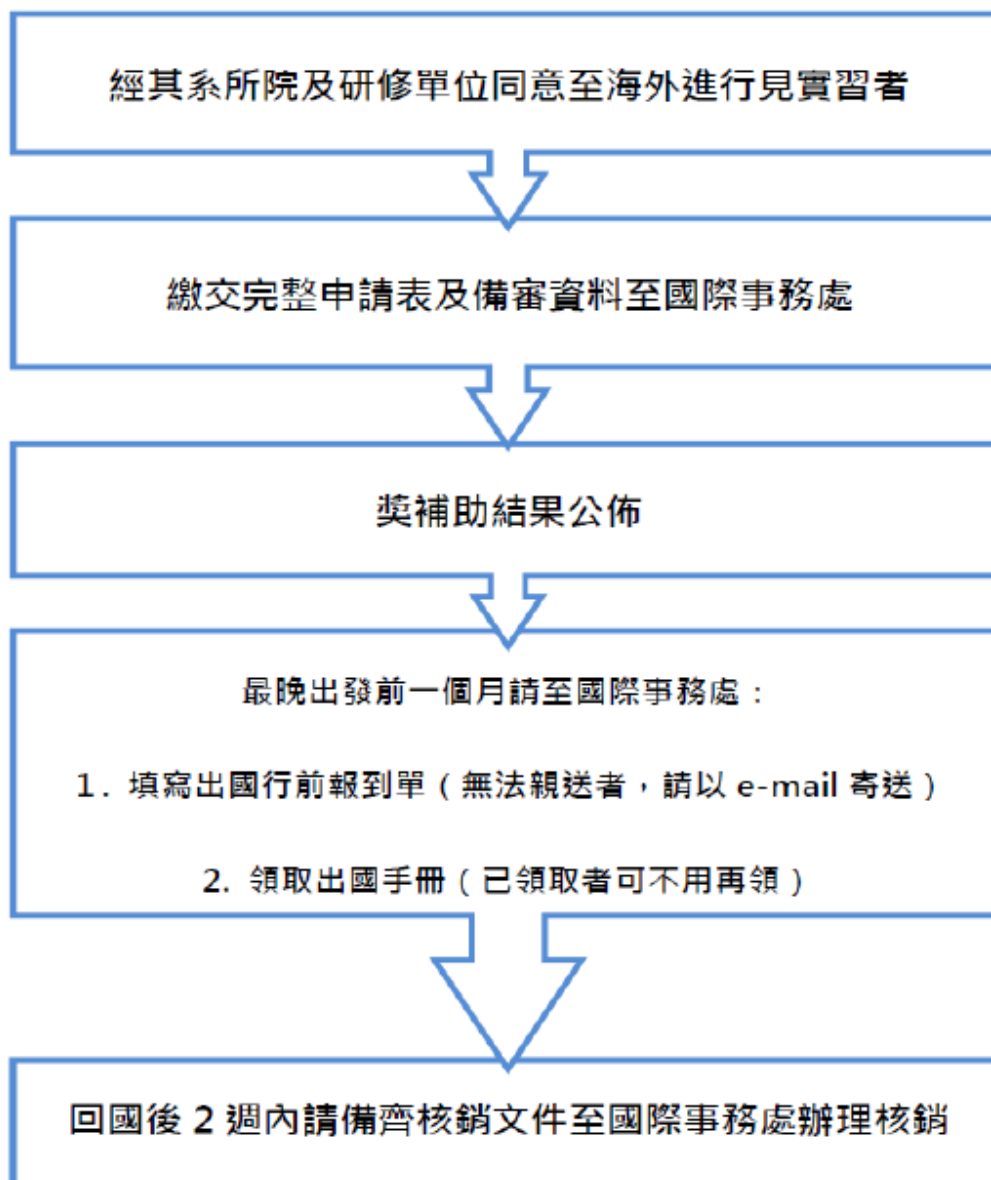 經其系所院及研修單位同意至海外進行見實習者
繳交完整申請表及備審資料至國際事務處
獎補助結果公佈
最晚出發前一個月請至國際事務處：
1. 填寫出國行前報到單（無法親送者，請以 e-mail 寄送）
2. 領取出國手冊（已領取者可不用再領）
回國後 2 週內請備齊核銷文件至國際事務處辦理核銷